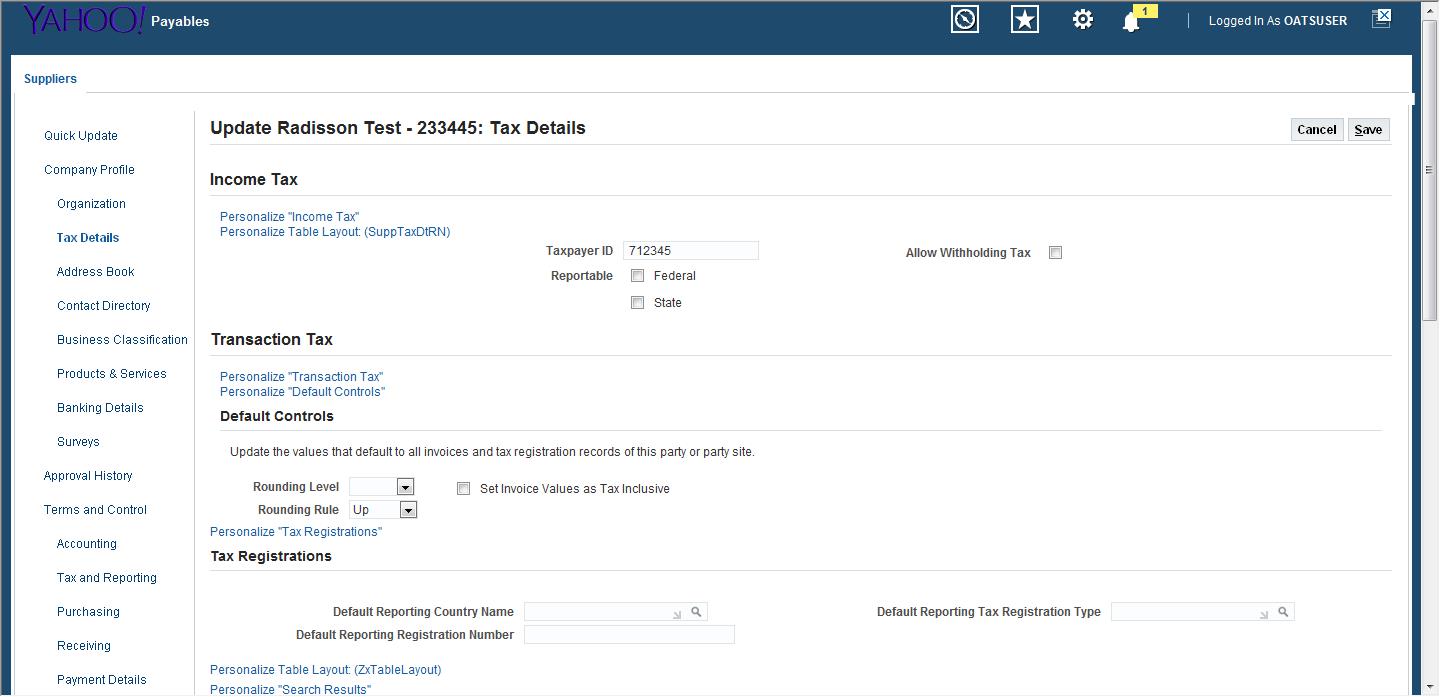 YAHOO! Payables
1
Logged In As OATSUSER
Suppliers
Quick Update
Company Profile
Organization
Tax Details
Address Book
Contact Directory
Business Classification
Products & Services
Banking Details
Surveys
Approval History
Terms and Control
Accounting
Tax and Reporting
Purchasing
Receiving
Payment Details
Update Radisson Test - 233445: Tax Details
Cancel Save
Income Tax
Personalize "Income Tax"
Personalize Table Layout: (SuppTaxDtRN)
Taxpayer ID 712345
Allow Withholding Tax
Reportable Federal
State
Transaction Tax
Personalize "Transaction Tax"
Personalize "Default Controls"
Default Controls
Update the values that default to all invoices and tax registration records of this party or party site.
Rounding Level
Set Invoice Values as Tax Inclusive
Rounding Rule Up
Personalize "Tax Registrations"
Tax Registrations
Default Reporting Country Name
Default Reporting Tax Registration Type
Default Reporting Registration Number
Personalize Table Layout: (ZxTableLayout)
Personalize "Search Results"